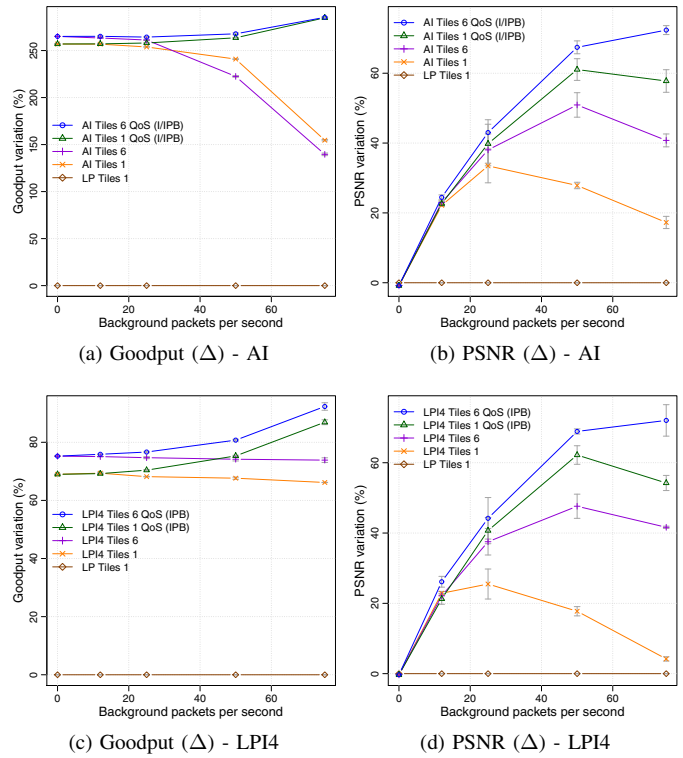 Goodput variation (%)
0
50
100
150
200
250
AI Tiles 6 QoS (I/IPB)
AI Tiles 1 QoS (I/IPB)
AI Tiles 6
AI Tiles 1
LP Tiles 1
0 20 40 60
Background packets per second
(a) Goodput (Δ) - AI
PSNR variation (%)
0
20
40
60
AI Tiles 6 QoS (I/IPB)
AI Tiles 1 QoS (I/IPB)
AI Tiles 6
AI Tiles 1
LP Tiles 1
0 20 40 60
Background packets per second
(b) PSNR (Δ) - AI
Goodput variation (%)
0
20
40
60
80
LPI4 Tiles 6 QoS (IPB)
LPI4 Tiles 1 QoS (IPB)
LPI4 Tiles 6
LPI4 Tiles 1
LP Tiles 1
0 20 40 60
Background packets per second
(c) Goodput (Δ) - LPI4
PSNR variation (%)
0
20
40
60
LPI4 Tiles 6 QoS (IPB)
LPI4 Tiles 1 QoS (IPB)
LPI4 Tiles 6
LPI4 Tiles 1
LP Tiles 1
0 20 40 60
Background packets per second
(d) PSNR (Δ) - LPI4